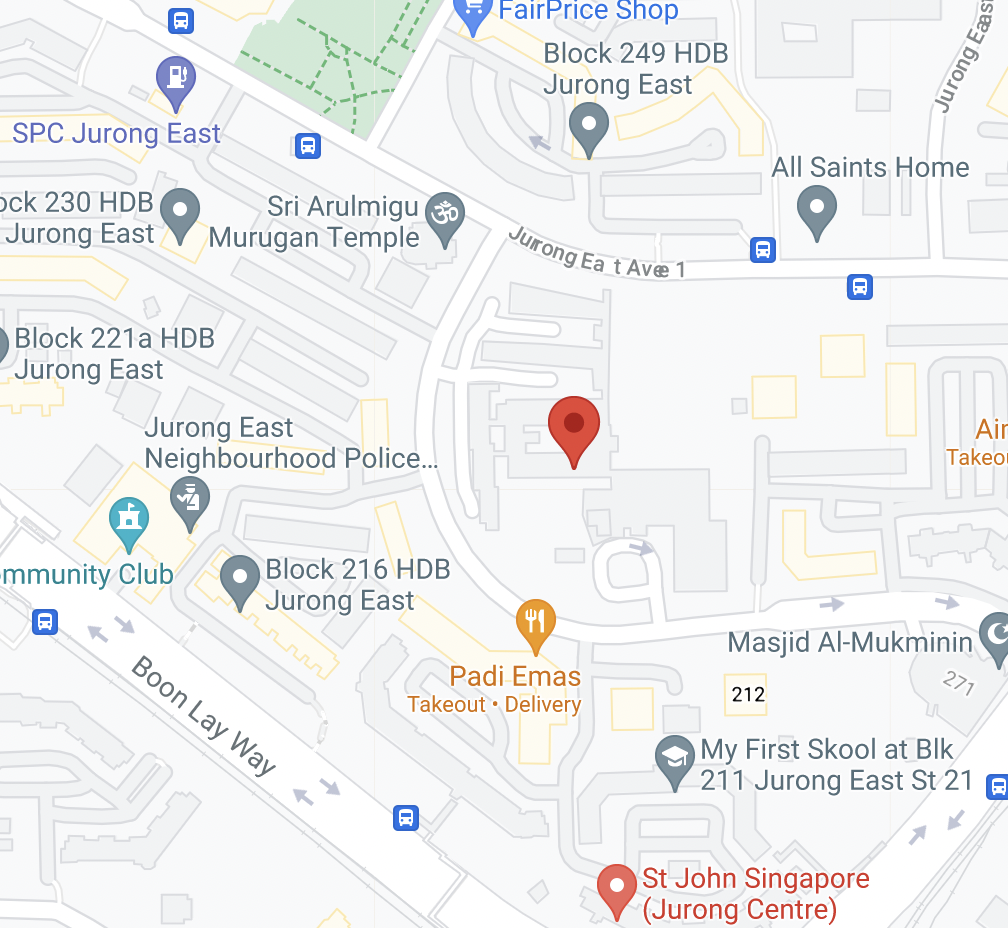 FairPrice Shop
Block 249 HDB
Jurong East
Jurong East
SPC Jurong East
All Saints Home
ock 230 HDB
Jurong East
Sri Arulmigu
Murugan Temple
Jurong East Ave 1
Block 221a HDB
Jurong East
Jurong East
Neighbourhood Police...
Air
Takeou
mmunity Club
Block 216 HDB
Jurong East
Masjid Al-Mukminin
271
Boon Lay Way
Padi Emas
Takeout • Delivery
212
My First Skool at Blk
211 Jurong East St 21
St John Singapore
(Jurong Centre)